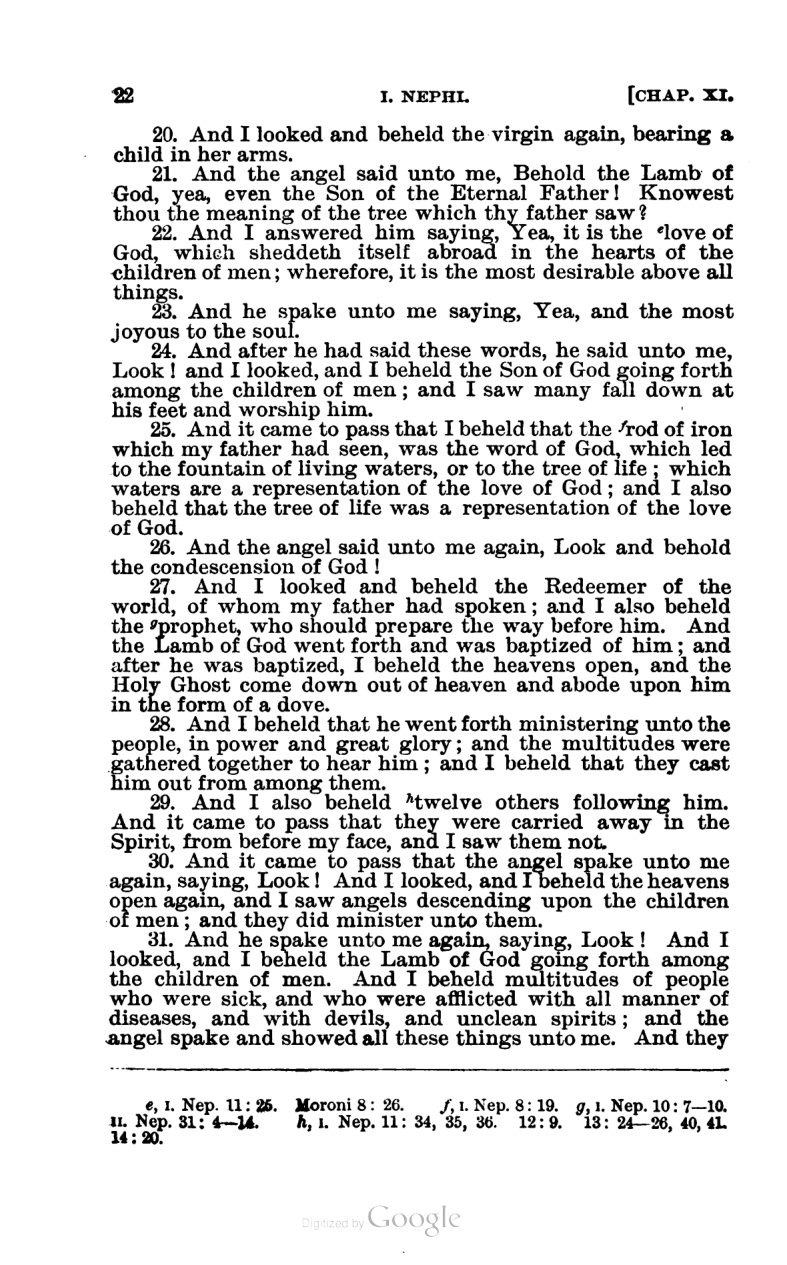 22 I. NEPHI. [CHAP. XI.
20. And I looked and beheld the virgin again, bearing a
child in her arms.
21. And the angel said unto me, Behold the Lamb of
God, yea, even the Son of the Eternal Father! Knowest
thou the meaning of the tree which thy father saw?
22. And I answered him saying, Yea, it is the ᵉlove of
God, which sheddeth itself abroad in the hearts of the
children of men; wherefore, it is the most desirable above all
things.
23. And he spake unto me saying, Yea, and the most
joyous to the soul.
24. And after he had said these words, he said unto me,
Look! and I looked, and I beheld the Son of God going forth
among the children of men; and I saw many fall down at
his feet and worship him.
25. And it came to pass that I beheld that the ᶠrod of iron
which my father had seen, was the word of God, which led
to the fountain of living waters, or to the tree of life; which
waters are a representation of the love of God; and I also
beheld that the tree of life was a representation of the love
of God.
26. And the angel said unto me again, Look and behold
the condescension of God!
27. And I looked and beheld the Redeemer of the
world, of whom my father had spoken; and I also beheld
the ᵍprophet, who should prepare the way before him. And
the Lamb of God went forth and was baptized of him; and
after he was baptized, I beheld the heavens open, and the
Holy Ghost come down out of heaven and abode upon him
in the form of a dove.
28. And I beheld that he went forth ministering unto the
people, in power and great glory; and the multitudes were
gathered together to hear him; and I beheld that they cast
him out from among them.
29. And I also beheld ʰtwelve others following him.
And it came to pass that they were carried away in the
Spirit, from before my face, and I saw them not.
30. And it came to pass that the angel spake unto me
again, saying, Look! And I looked, and I beheld the heavens
open again, and I saw angels descending upon the children
of men; and they did minister unto them.
31. And he spake unto me again, saying, Look! And I
looked, and I beheld the Lamb of God going forth among
the children of men. And I beheld multitudes of people
who were sick, and who were afflicted with all manner of
diseases, and with devils, and unclean spirits; and the
angel spake and showed all these things unto me. And they
e, I. Nep. 11: 25. Moroni 8: 26. f, I. Nep. 8: 19. g, I. Nep. 10: 7—10.
II. Nep. 31: 4—14. h, I. Nep. 11: 34, 35, 36. 12: 9. 13: 24—26, 40, 41.
14: 20.
Digitized by Google